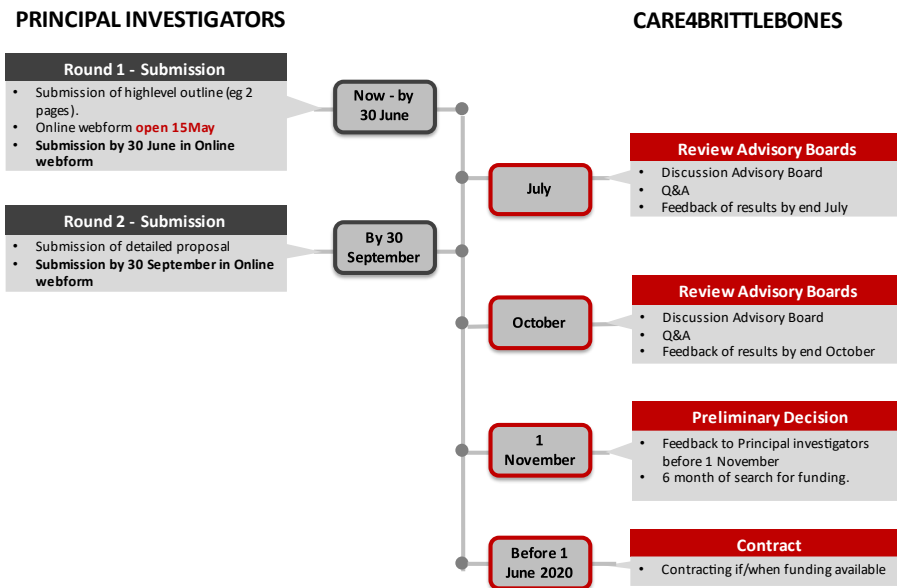 PRINCIPAL INVESTIGATORS
CARE4BRITTLEBONES
Round 1 - Submission
• Submission of highlevel outline (eg 2
pages).
• Online webform open 15May
• Submission by 30 June in Online
webform
Now - by
30 June
July
Review Advisory Boards
• Discussion Advisory Board
• Q&A
• Feedback of results by end July
Round 2 - Submission
• Submission of detailed proposal
• Submission by 30 September in Online
webform
By 30
September
October
Review Advisory Boards
• Discussion Advisory Board
• Q&A
• Feedback of results by end October
1
November
Preliminary Decision
• Feedback to Principal investigators
before 1 November
• 6 month of search for funding.
Before 1
June 2020
Contract
• Contracting if/when funding available